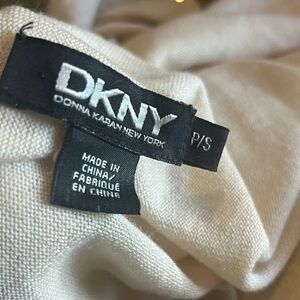 DKNY
DONNA KARAN NEW YORK
P/S
MADE IN
CHINA/
FABRIQUÉ
EN CHINE